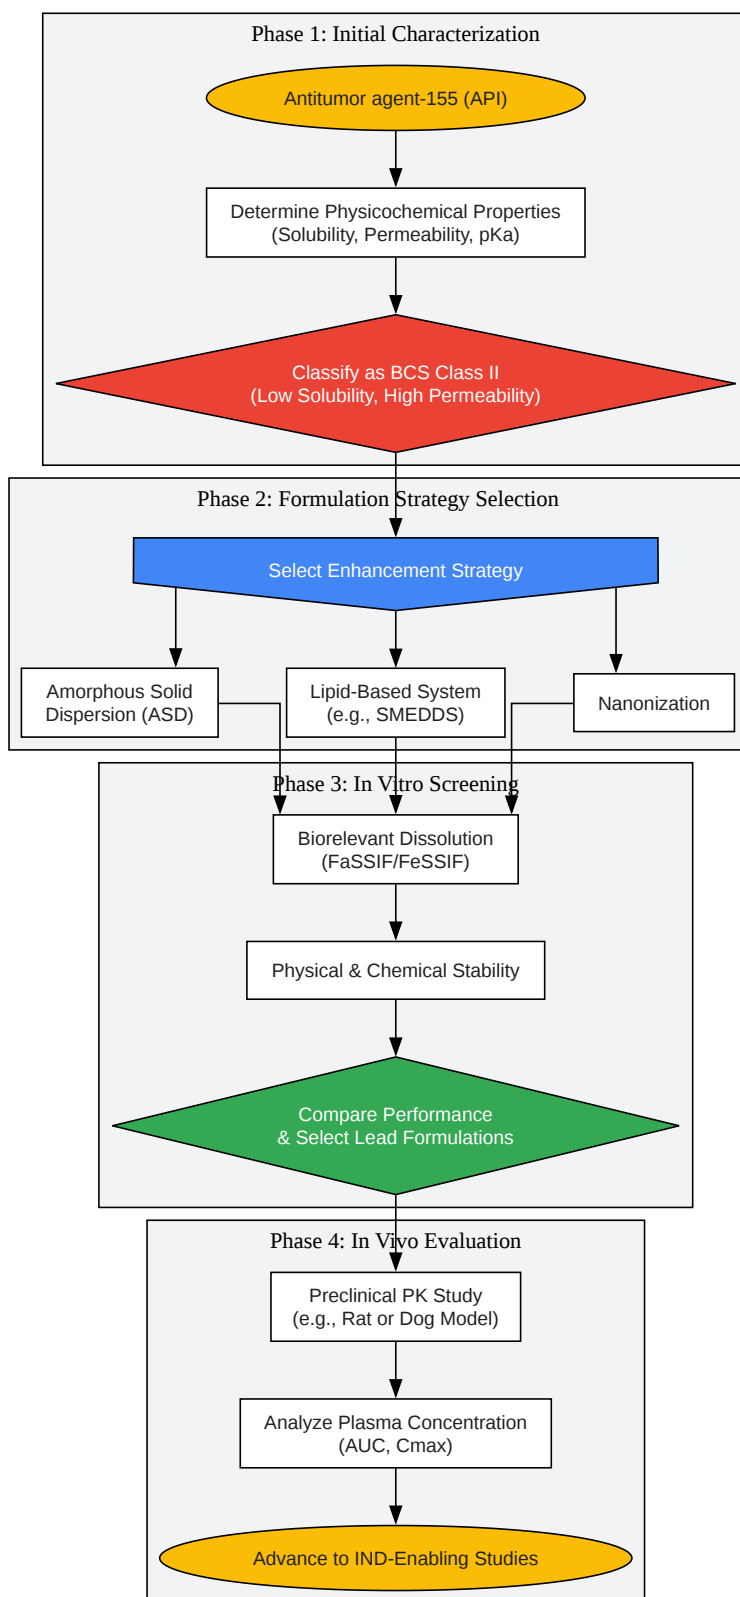 Phase 1: Initial Characterization
Antitumor agent-155 (API)
Determine Physicochemical Properties
(Solubility, Permeability, pKa)
Classify as BCS Class II
(Low Solubility, High Permeability)
Phase 2: Formulation Strategy Selection
Select Enhancement Strategy
Amorphous Solid
Dispersion (ASD)
Lipid-Based System
(e.g., SMEDDS)
Nanonization
Phase 3: In Vitro Screening
Biorelevant Dissolution
(FaSSIF/FeSSIF)
Physical & Chemical Stability
Compare Performance
& Select Lead Formulations
Phase 4: In Vivo Evaluation
Preclinical PK Study
(e.g., Rat or Dog Model)
Analyze Plasma Concentration
(AUC, Cmax)
Advance to IND-Enabling Studies